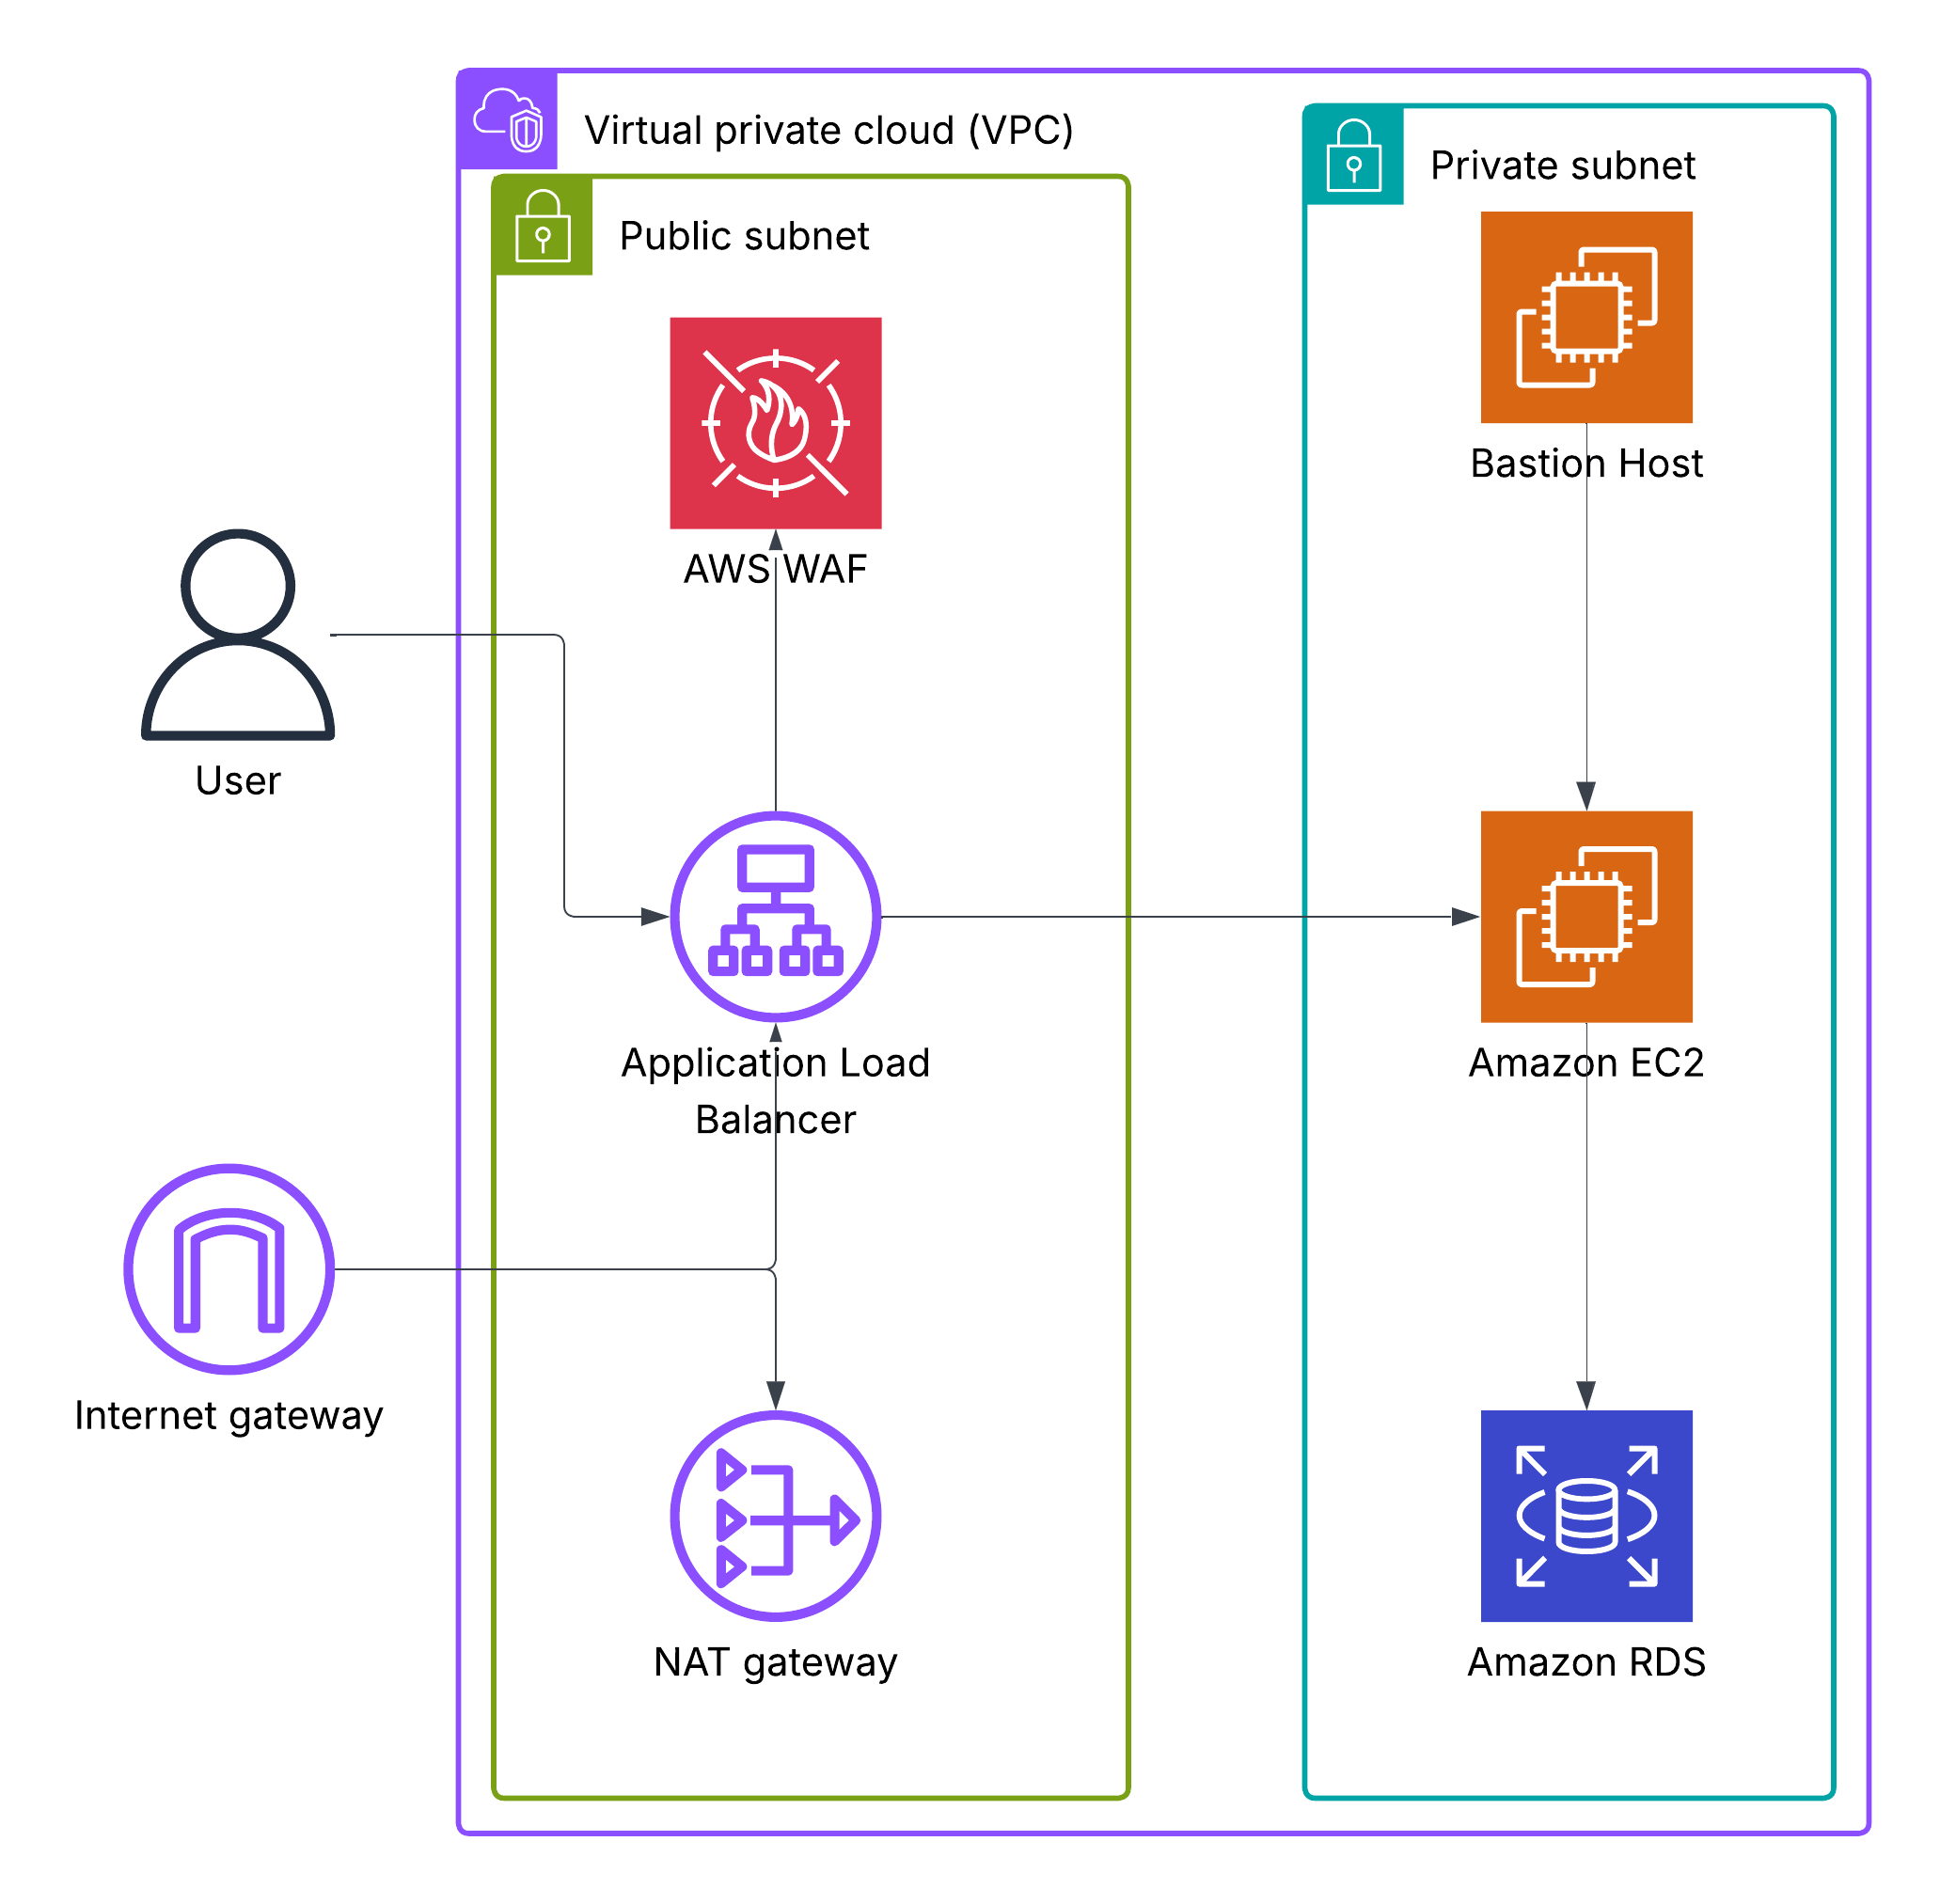 Virtual private cloud (VPC)
Private subnet
Public subnet
Bastion Host
AWS WAF
User
Application Load
Balancer
Amazon EC2
Internet gateway
NAT gateway
Amazon RDS